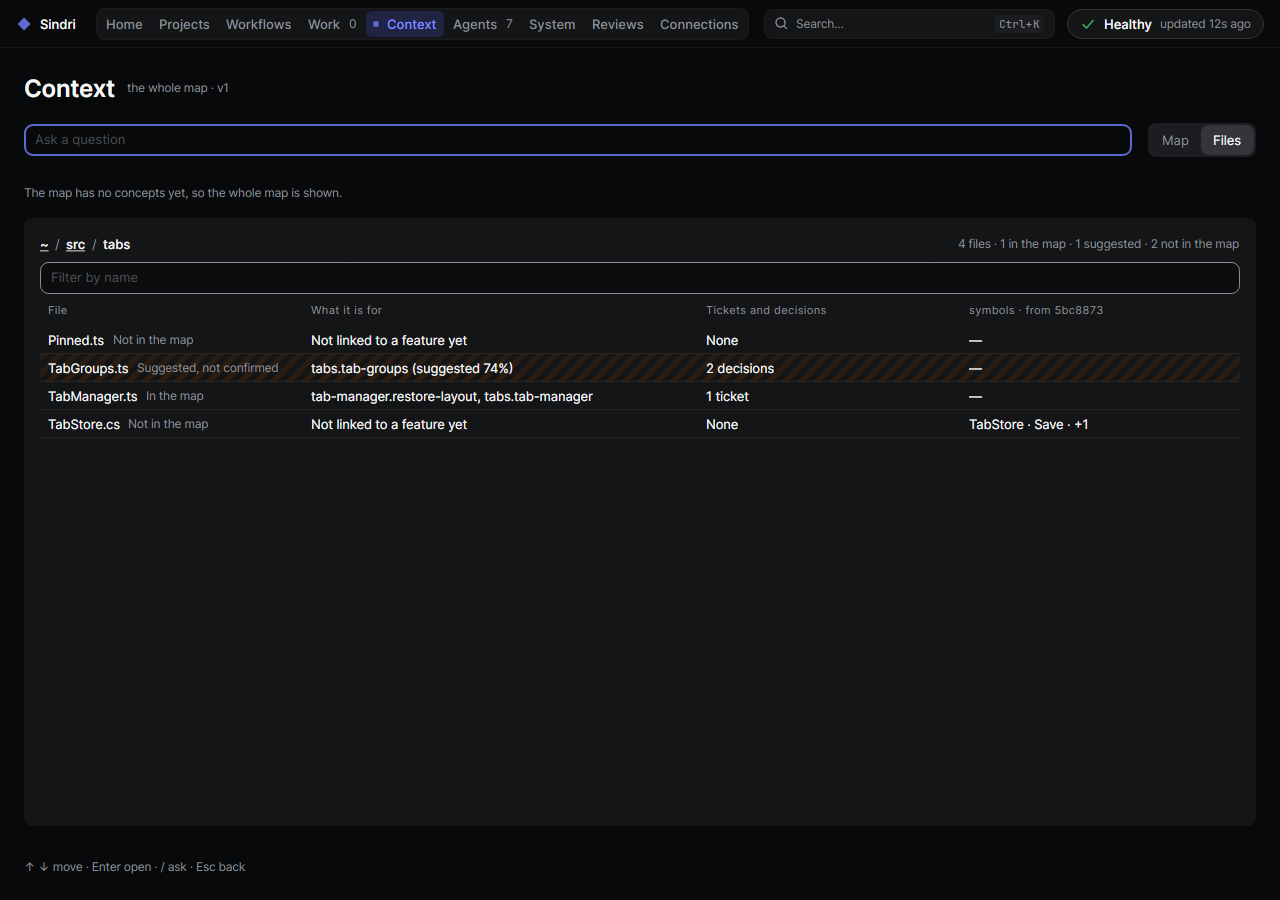 Sindri Home Projects Workflows Work 0 Context Agents 7 System Reviews Connections Search... Ctrl+K Healthy updated 12s ago
Context the whole map · v1
Ask a question Map Files
The map has no concepts yet, so the whole map is shown.
~ / src / tabs 4 files · 1 in the map · 1 suggested · 2 not in the map
Filter by name
File What it is for Tickets and decisions symbols · from 5bc8873
Pinned.ts Not in the map Not linked to a feature yet None —
TabGroups.ts Suggested, not confirmed tabs.tab-groups (suggested 74%) 2 decisions —
TabManager.ts In the map tab-manager.restore-layout, tabs.tab-manager 1 ticket —
TabStore.cs Not in the map Not linked to a feature yet None TabStore · Save · +1
↑ ↓ move · Enter open · / ask · Esc back